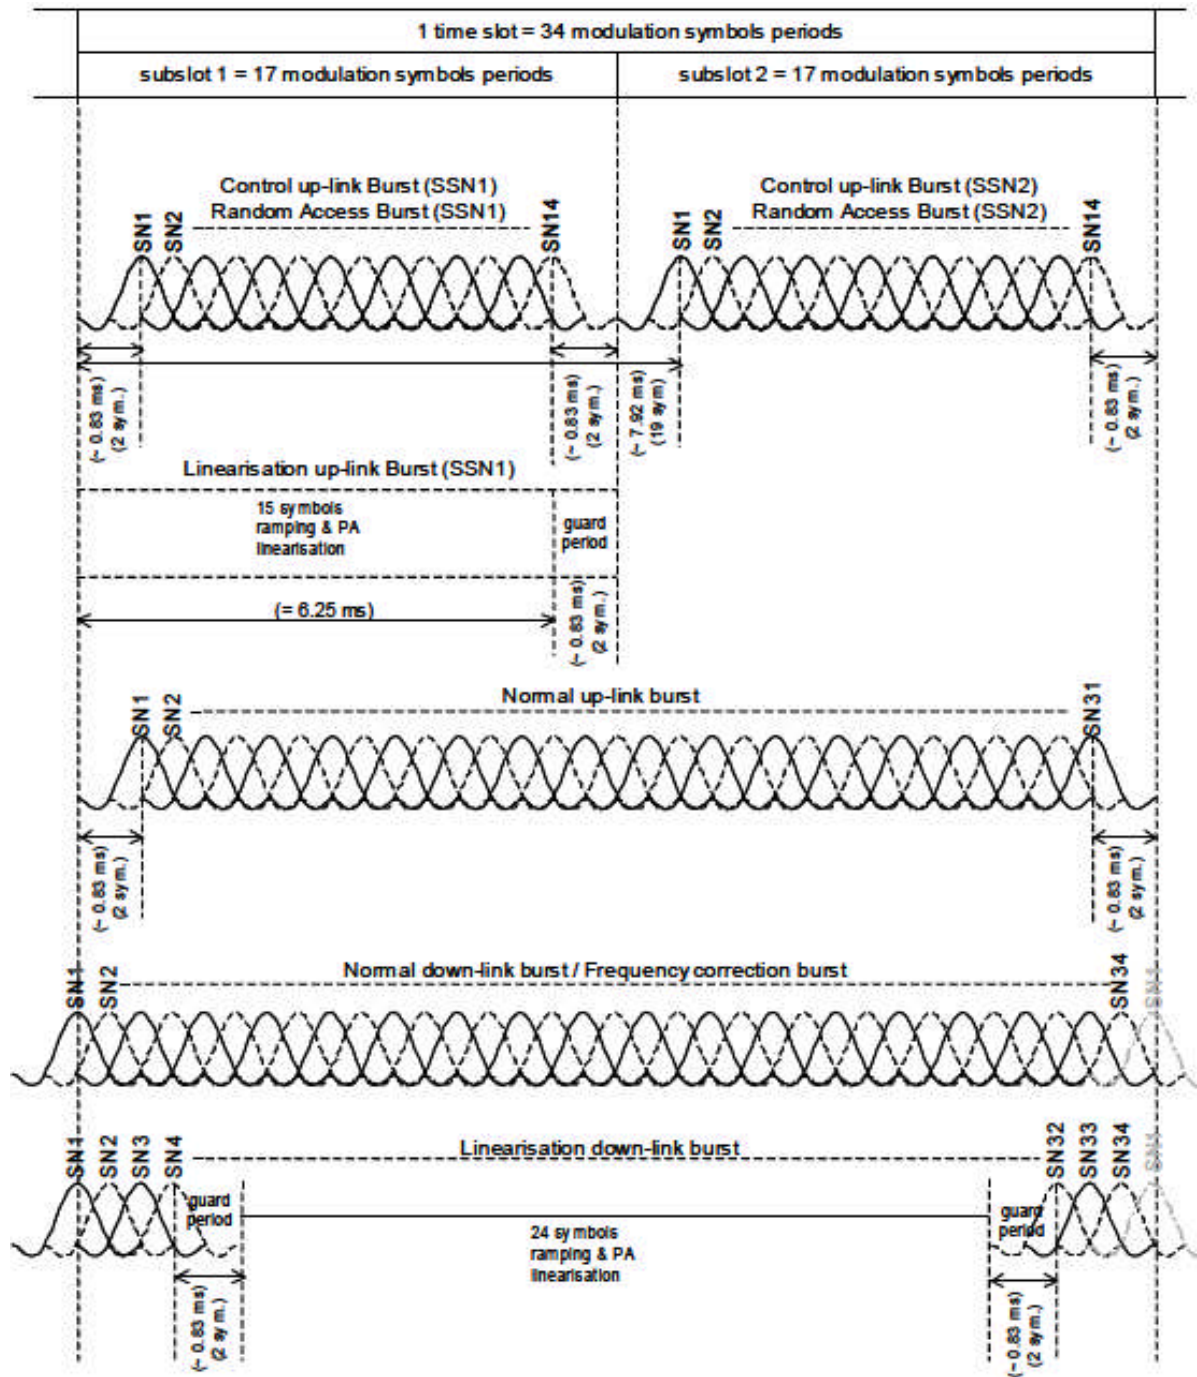 1 time slot = 34 modulation symbols periods
subslot 1 = 17 modulation symbols periods
subslot 2 = 17 modulation symbols periods
Control up-link Burst (SSN1)
Random Access Burst (SSN1)
Control up-link Burst (SSN2)
Random Access Burst (SSN2)
SN1
SN2
SN14
SN1
SN2
SN14
(~ 0.83 ms)
(2 sym.)
(~0.83 ms)
(2 sym.)
(~ 7.92 ms)
(19 sym)
(~ 0.83 ms)
(2 sym.)
Linearisation up-link Burst (SSN1)
15 symbols
ramping & PA
linearisation
guard
period
(= 6.25 ms)
(~ 0.83 ms)
(2 sym.)
Normal up-link burst
SN1
SN2
SN31
(~ 0.83 ms)
(2 sym.)
(~ 0.83 ms)
(2 sym.)
Normal down-link burst / Frequency correction burst
SN1
SN2
SN34
SN1
Linearisation down-link burst
SN1
SN2
SN3
SN4
SN32
SN33
SN34
SN1
guard
period
24 symbols
ramping & PA
linearisation
guard
period
(~ 0.83 ms)
(2 sym.)
(~ 0.83 ms)
(2 sym.)